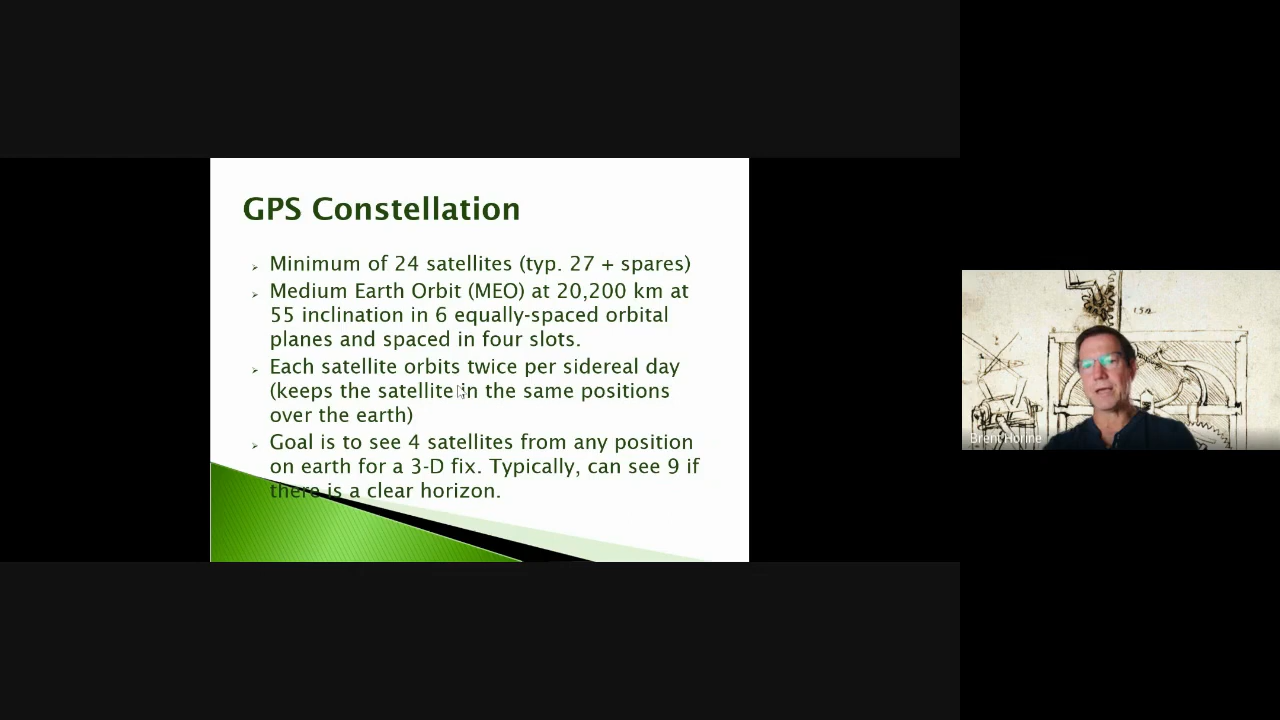 GPS Constellation
Minimum of 24 satellites (typ. 27 + spares)
Medium Earth Orbit (MEO) at 20,200 km at
55 inclination in 6 equally-spaced orbital
planes and spaced in four slots.
Each satellite orbits twice per sidereal day
(keeps the satellite in the same positions
over the earth)
Goal is to see 4 satellites from any position
on earth for a 3-D fix. Typically, can see 9 if
there is a clear horizon.
Brent Horine